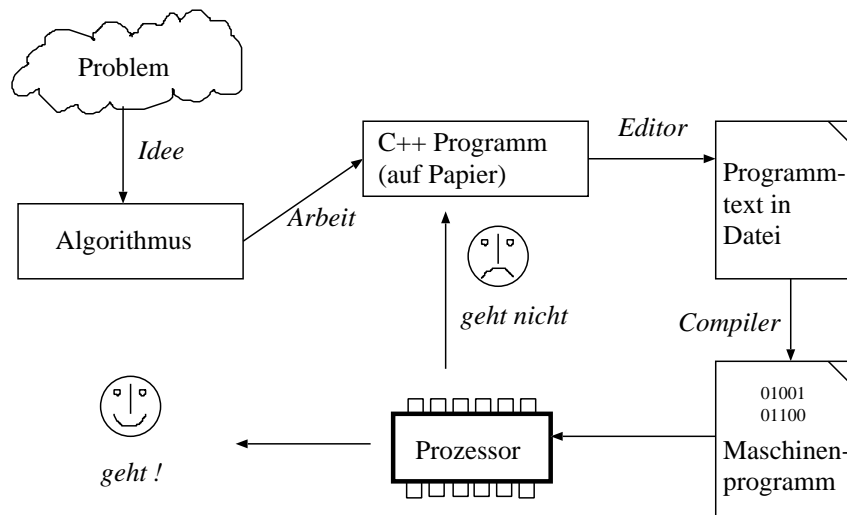 Problem
Idee
Algorithmus
Arbeit
C++ Programm
(auf Papier)
Editor
Programm-
text in
Datei
Compiler
01001
01100
Maschinen-
programm
Prozessor
geht nicht
geht !